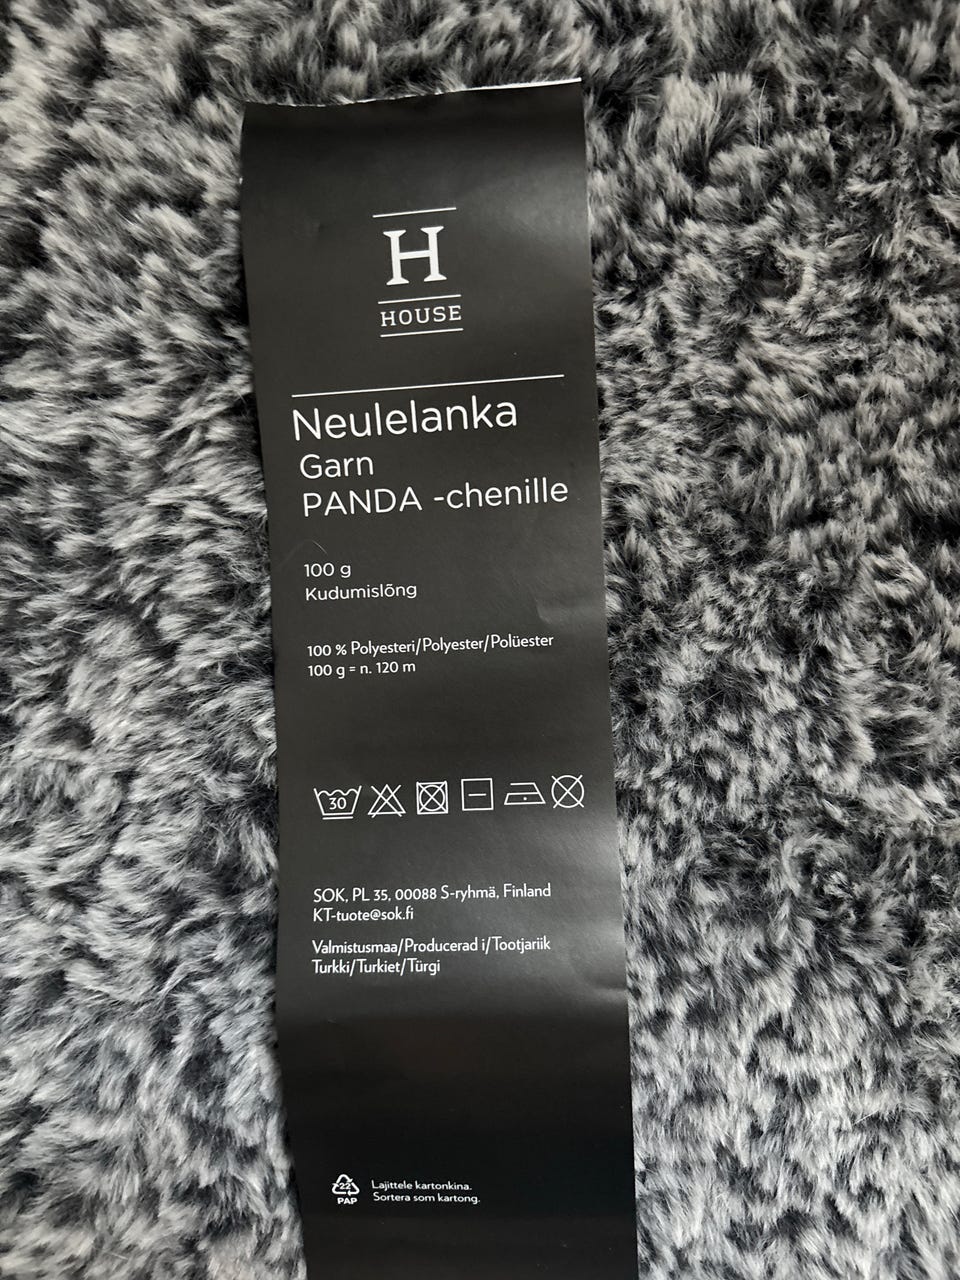 H
HOUSE
Neulelanka
Garn
PANDA -chenille
100 g
Kudumislõng
100 % Polyesteri/Polyester/Polüester
100 g = n. 120 m
30
SOK, PL 35, 00088 S-ryhmä, Finland
KT-tuote@sok.fi
Valmistusmaa/Producerad i/Tootjariik
Turkki/Turkiet/Türgi
22
PAP
Lajittele kartonkina.
Sortera som kartong.